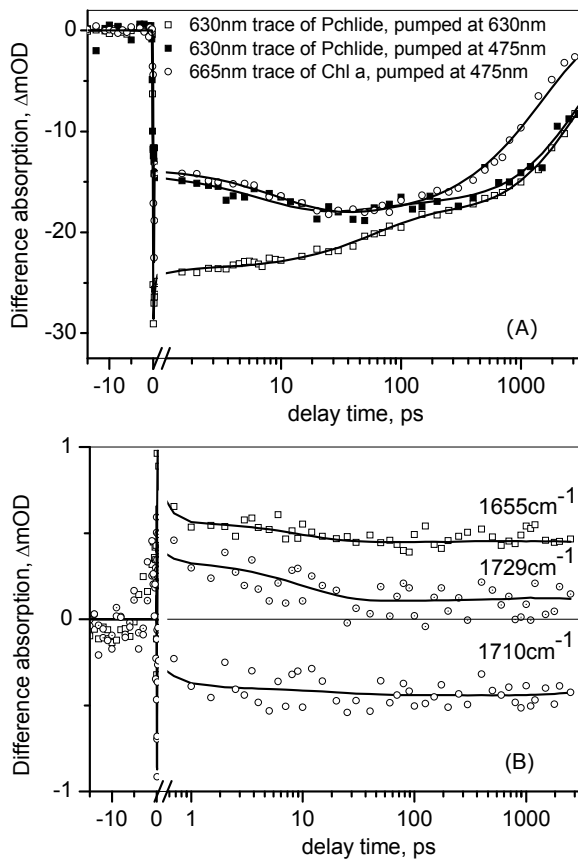 630nm trace of Pchlide, pumped at 630nm
630nm trace of Pchlide, pumped at 475nm
665nm trace of Chl a, pumped at 475nm
0
-10
-20
-30
Difference absorption, ΔmOD
(A)
-10 0 10 100 1000
delay time, ps
1
0
-1
Difference absorption, ΔmOD
1655cm⁻¹
1729cm⁻¹
1710cm⁻¹
(B)
-10 0 1 10 100 1000
delay time, ps